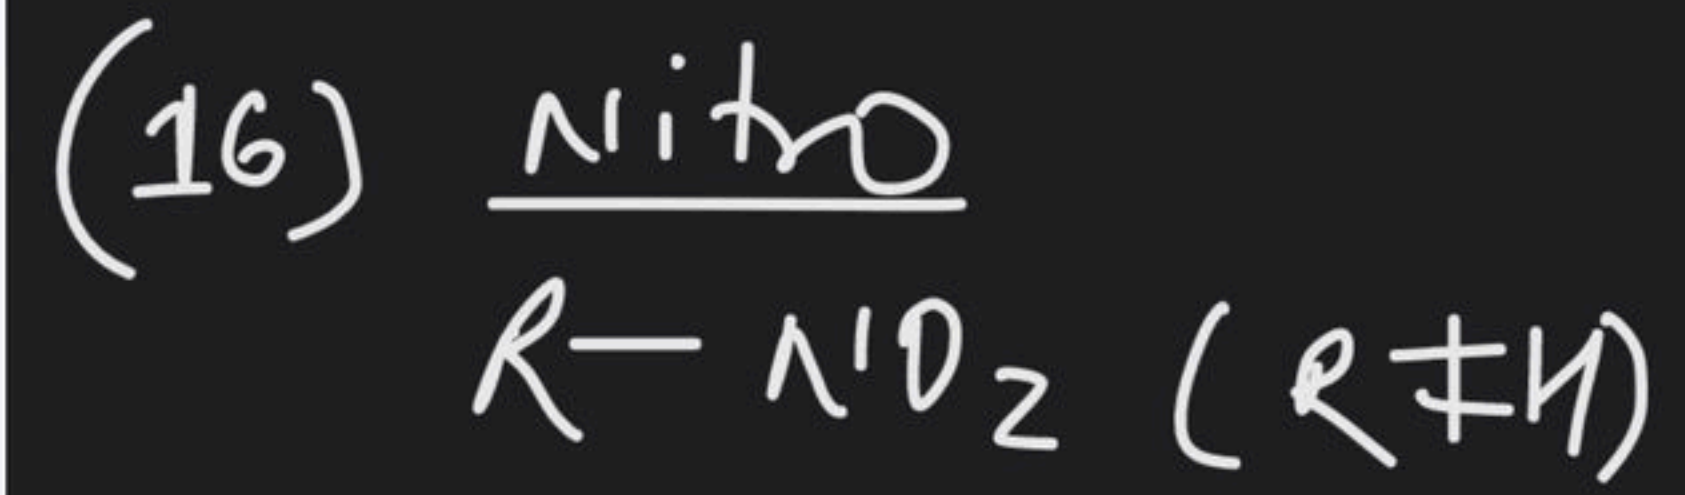 (16) Nitro
R — NO₂ (R ≠ H)